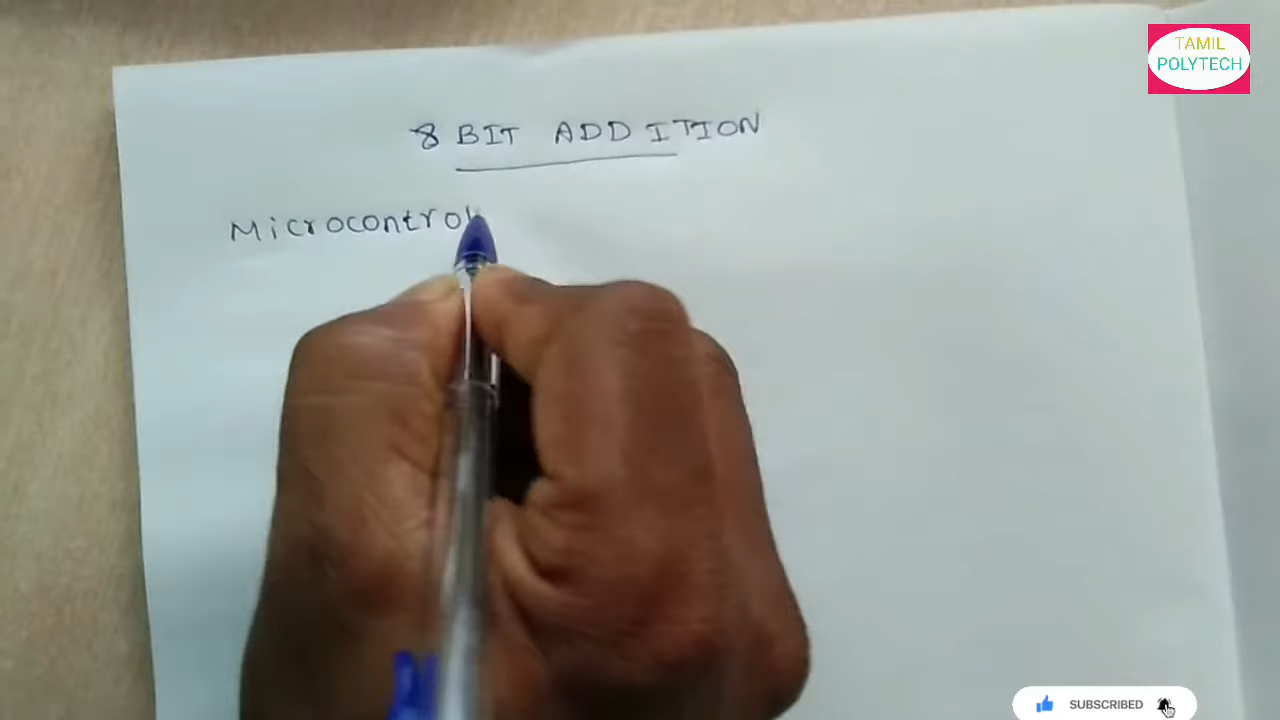 TAMIL
POLYTECH
8 BIT ADDITION
Microcontrol
SUBSCRIBED